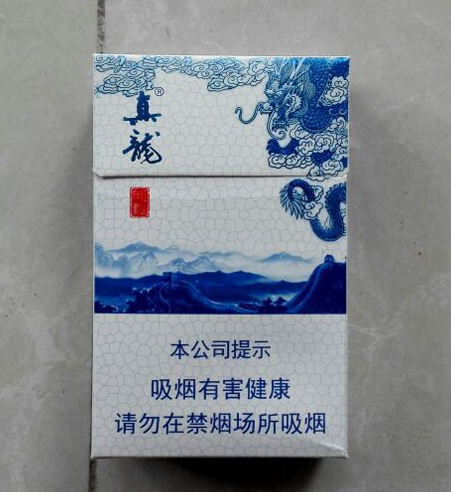 真龙®
本公司提示
吸烟有害健康
请勿在禁烟场所吸烟